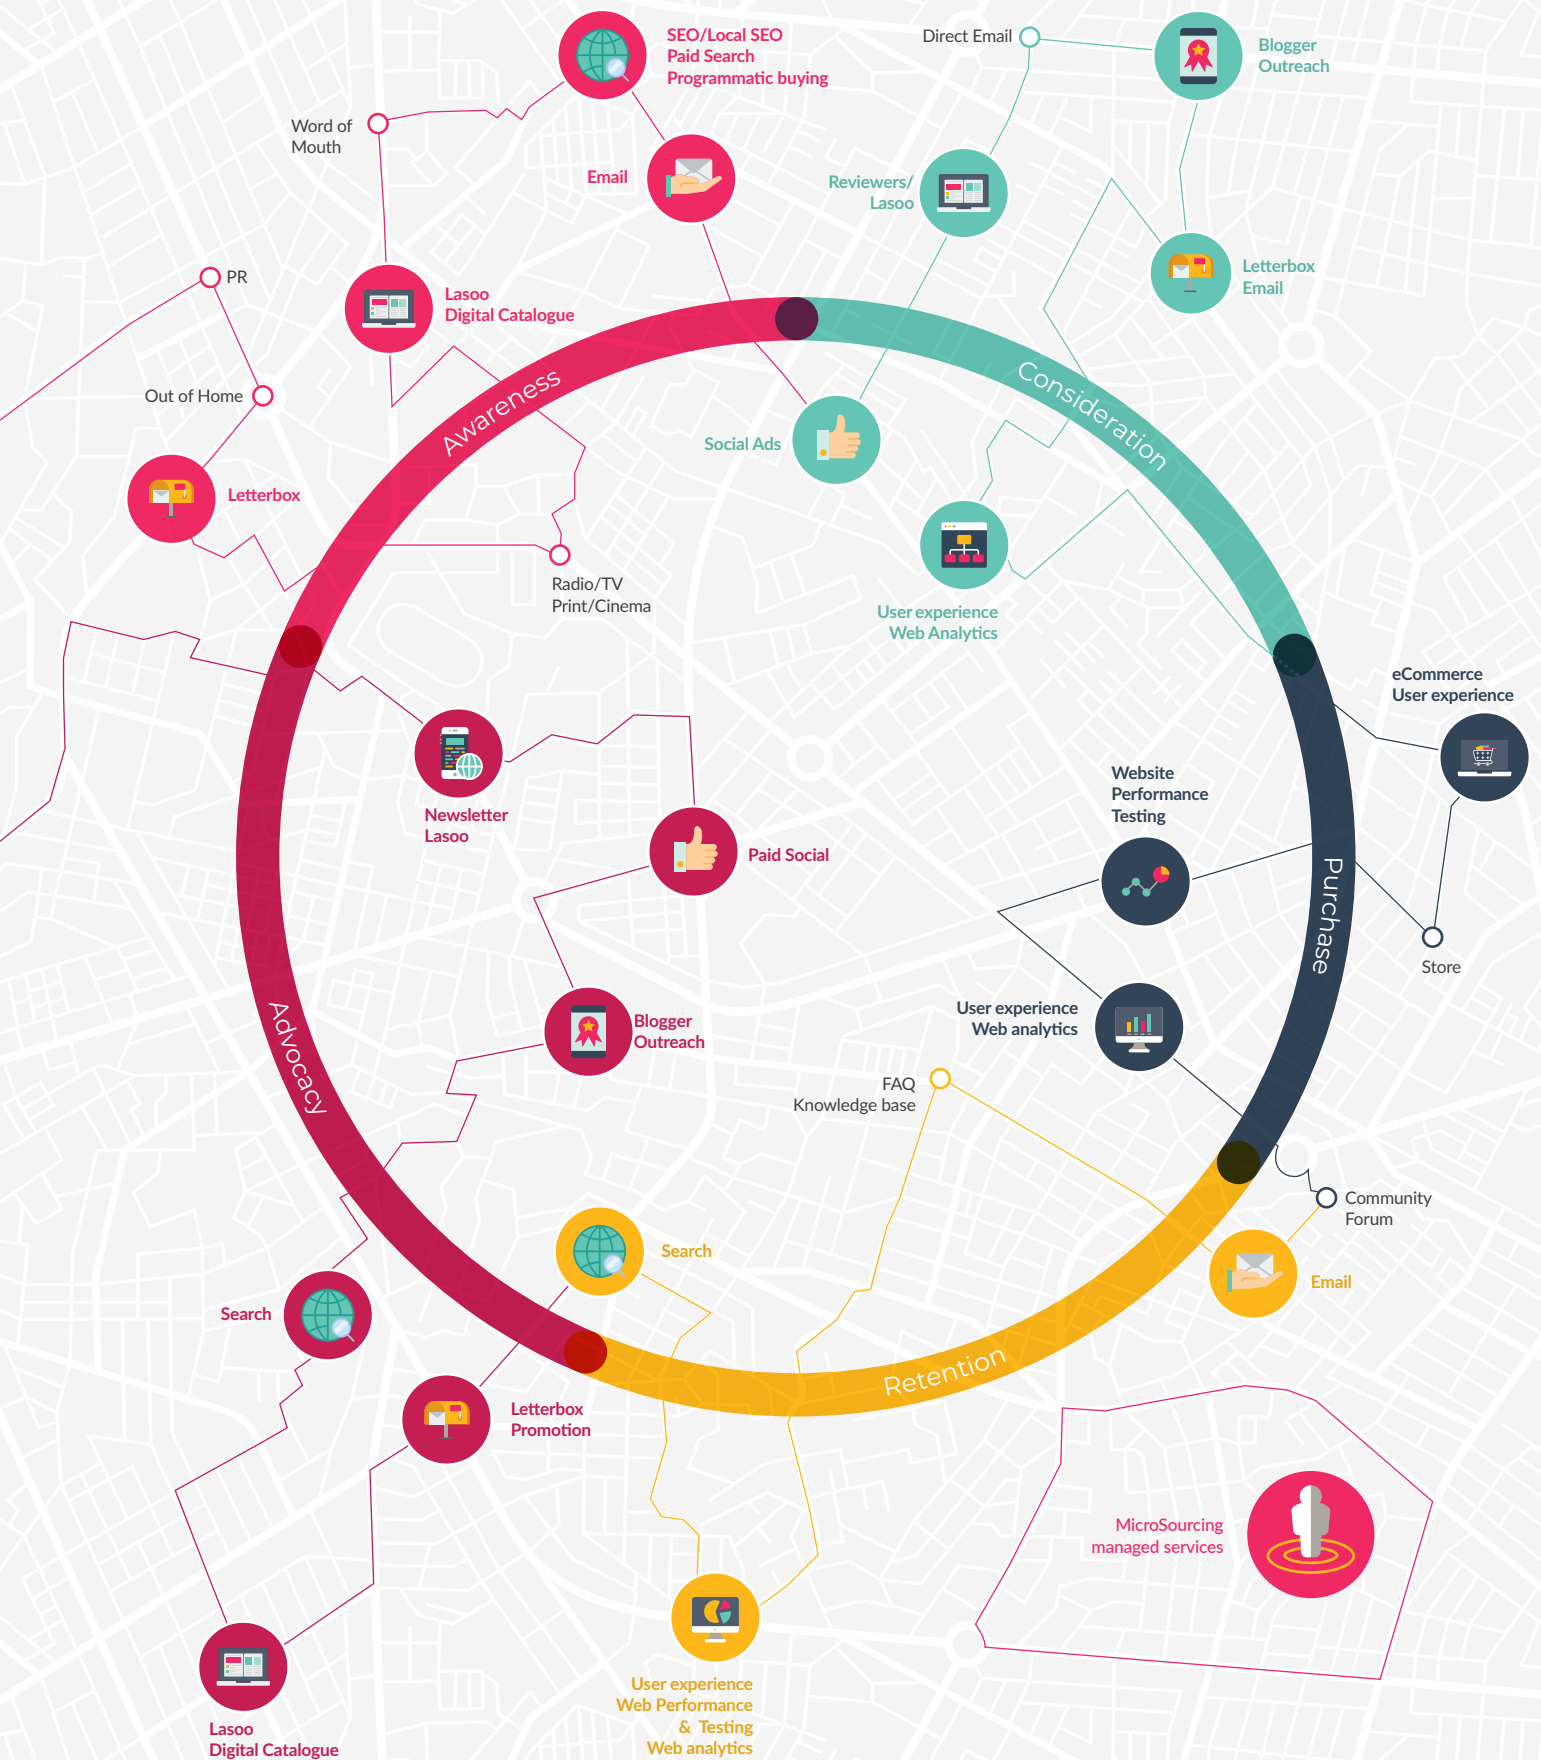 SEO/Local SEO
Paid Search
Programmatic buying
Direct Email
Blogger
Outreach
Word of
Mouth
Email
Reviewers/
Lasoo
PR
Lasoo
Digital Catalogue
Letterbox
Email
Awareness
Consideration
Out of Home
Social Ads
Letterbox
Radio/TV
Print/Cinema
User experience
Web Analytics
eCommerce
User experience
Website
Performance
Testing
Newsletter
Lasoo
Paid Social
Purchase
Store
Advocacy
Blogger
Outreach
User experience
Web analytics
FAQ
Knowledge base
Community
Forum
Search
Email
Search
Retention
Letterbox
Promotion
MicroSourcing
managed services
User experience
Web Performance
& Testing
Web analytics
Lasoo
Digital Catalogue